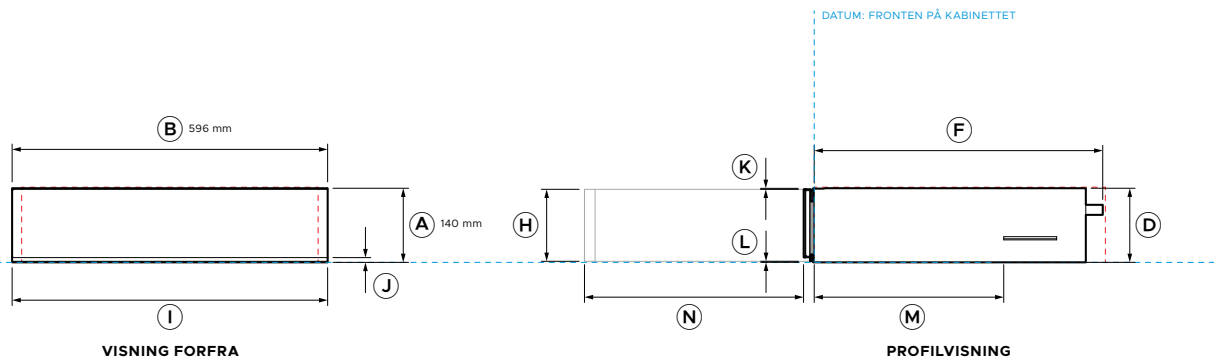 DATUM: FRONTEN PÅ KABINETTET
B 596 mm
F
K
H
A 140 mm
D
L
J
I
N
M
VISNING FORFRA
PROFILVISNING